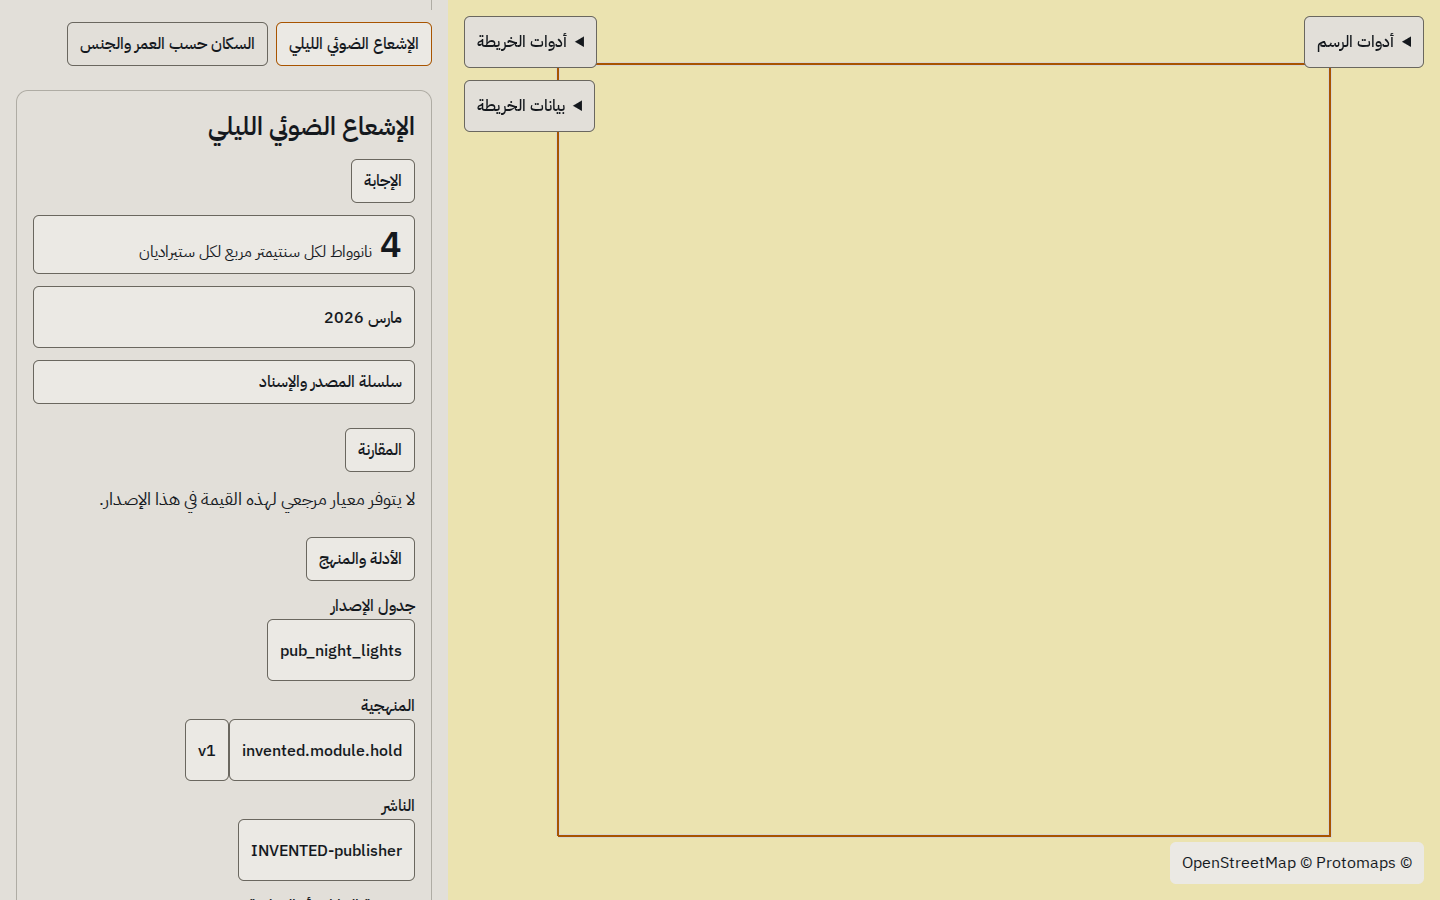 الإشعاع الضوئي الليلي
السكان حسب العمر والجنس
الإشعاع الضوئي الليلي
الإجابة
4 نانوواط لكل سنتيمتر مربع لكل ستيراديان
مارس 2026
سلسلة المصدر والإسناد
المقارنة
لا يتوفر معيار مرجعي لهذه القيمة في هذا الإصدار.
الأدلة والمنهج
جدول الإصدار
pub_night_lights
المنهجية
invented.module.hold
v1
الناشر
INVENTED-publisher
أدوات الرسم
أدوات الخريطة
بيانات الخريطة
OpenStreetMap © Protomaps ©